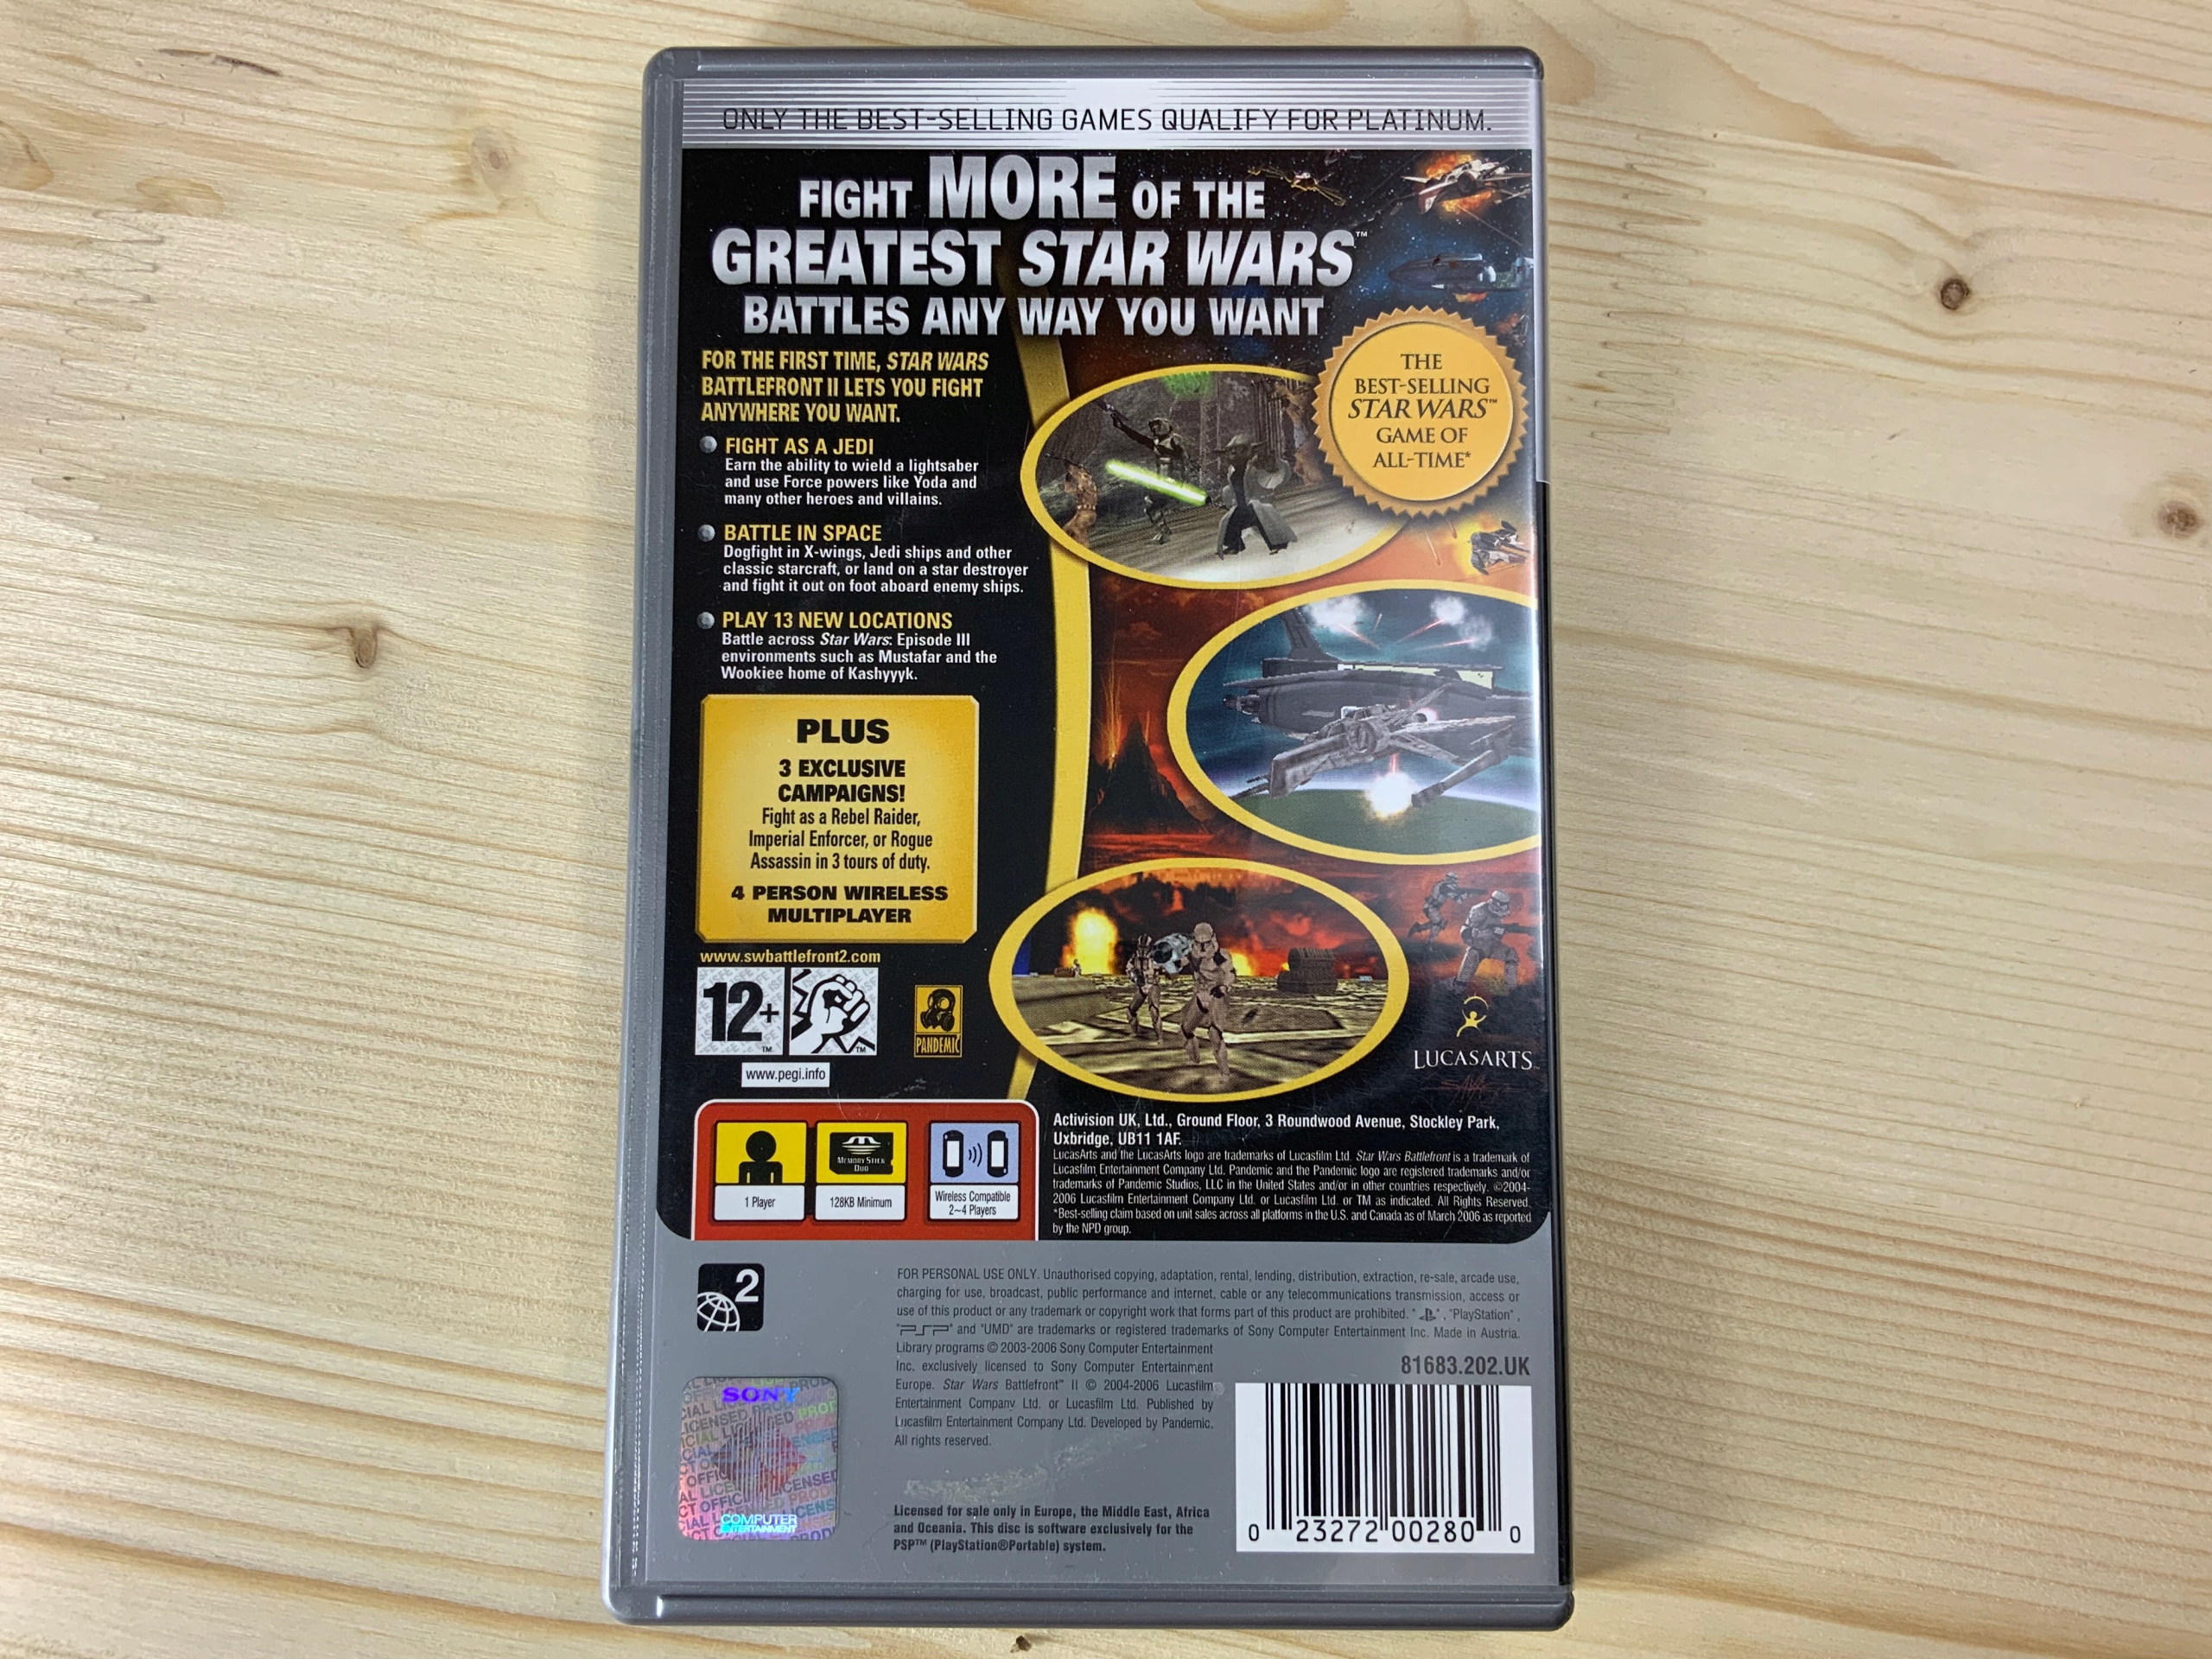 ONLY THE BEST-SELLING GAMES QUALIFY FOR PLATINUM.
FIGHT MORE OF THE
GREATEST STAR WARS™
BATTLES ANY WAY YOU WANT
FOR THE FIRST TIME, STAR WARS
BATTLEFRONT II LETS YOU FIGHT
ANYWHERE YOU WANT.
FIGHT AS A JEDI
Earn the ability to wield a lightsaber
and use Force powers like Yoda and
many other heroes and villains.
BATTLE IN SPACE
Dogfight in X-wings, Jedi ships and other
classic starcraft, or land on a star destroyer
and fight it out on foot aboard enemy ships.
PLAY 13 NEW LOCATIONS
Battle across Star Wars: Episode III
environments such as Mustafar and the
Wookiee home of Kashyyyk.
THE
BEST-SELLING
STAR WARS™
GAME OF
ALL-TIME*
PLUS
3 EXCLUSIVE
CAMPAIGNS!
Fight as a Rebel Raider,
Imperial Enforcer, or Rogue
Assassin in 3 tours of duty.
4 PERSON WIRELESS
MULTIPLAYER
www.swbattlefront2.com
12+
™
™
www.pegi.info
PANDEMIC
LUCASARTS
MEMORY STICK
DUO
1 Player
128KB Minimum
Wireless Compatible
2~4 Players
Activision UK, Ltd., Ground Floor, 3 Roundwood Avenue, Stockley Park,
Uxbridge, UB11 1AF.
LucasArts and the LucasArts logo are trademarks of Lucasfilm Ltd. Star Wars Battlefront is a trademark of
Lucasfilm Entertainment Company Ltd. Pandemic and the Pandemic logo are registered trademarks and/or
trademarks of Pandemic Studios, LLC in the United States and/or in other countries respectively. ©2004-
2006 Lucasfilm Entertainment Company Ltd. or Lucasfilm Ltd. or TM as indicated. All Rights Reserved.
*Best-selling claim based on unit sales across all platforms in the U.S. and Canada as of March 2006 as reported
by the NPD group.
2
FOR PERSONAL USE ONLY. Unauthorised copying, adaptation, rental, lending, distribution, extraction, re-sale, arcade use,
charging for use, broadcast, public performance and internet, cable or any telecommunications transmission, access or
use of this product or any trademark or copyright work that forms part of this product are prohibited. " ", "PlayStation",
"PSP" and "UMD" are trademarks or registered trademarks of Sony Computer Entertainment Inc. Made in Austria.
Library programs © 2003-2006 Sony Computer Entertainment
Inc. exclusively licensed to Sony Computer Entertainment
Europe. Star Wars Battlefront™ II © 2004-2006 Lucasfilm
Entertainment Company Ltd. or Lucasfilm Ltd. Published by
Lucasfilm Entertainment Company Ltd. Developed by Pandemic.
All rights reserved.
81683.202.UK
SONY
COMPUTER
ENTERTAINMENT
Licensed for sale only in Europe, the Middle East, Africa
and Oceania. This disc is software exclusively for the
PSP™ (PlayStation®Portable) system.
0 23272 00280 0